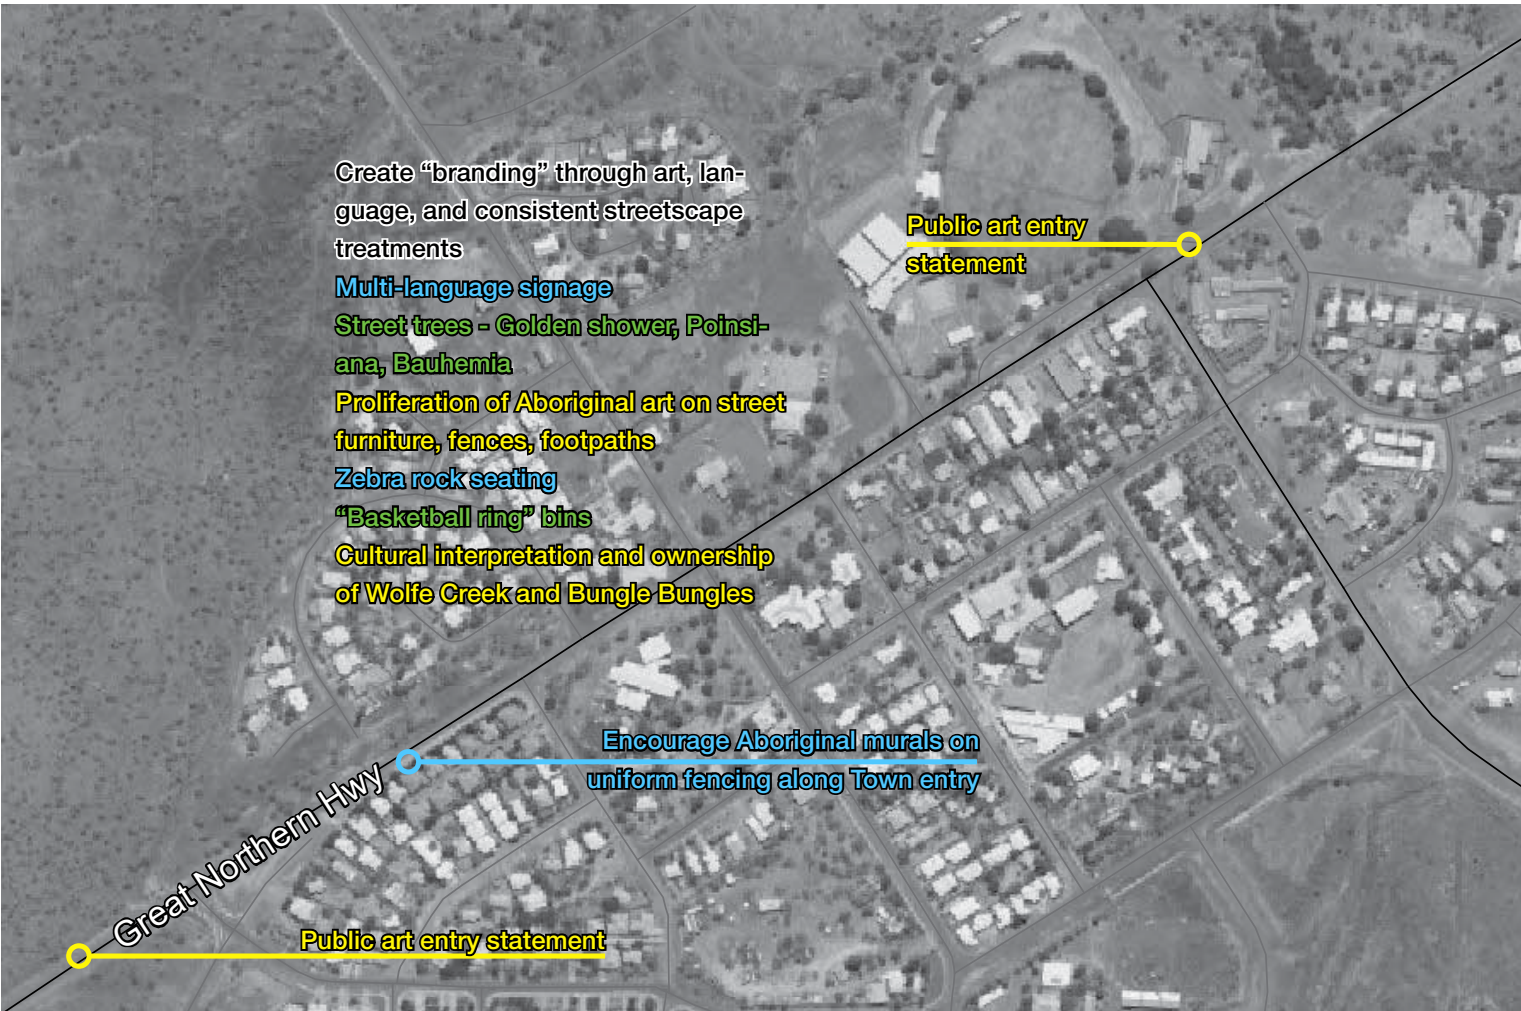 Create “branding” through art, lan-
guage, and consistent streetscape
treatments
Multi-language signage
Street trees - Golden shower, Poinsi-
ana, Bauhemia
Proliferation of Aboriginal art on street
furniture, fences, footpaths
Zebra rock seating
“Basketball ring” bins
Cultural interpretation and ownership
of Wolfe Creek and Bungle Bungles
Public art entry
statement
Encourage Aboriginal murals on
uniform fencing along Town entry
Great Northern Hwy
Public art entry statement